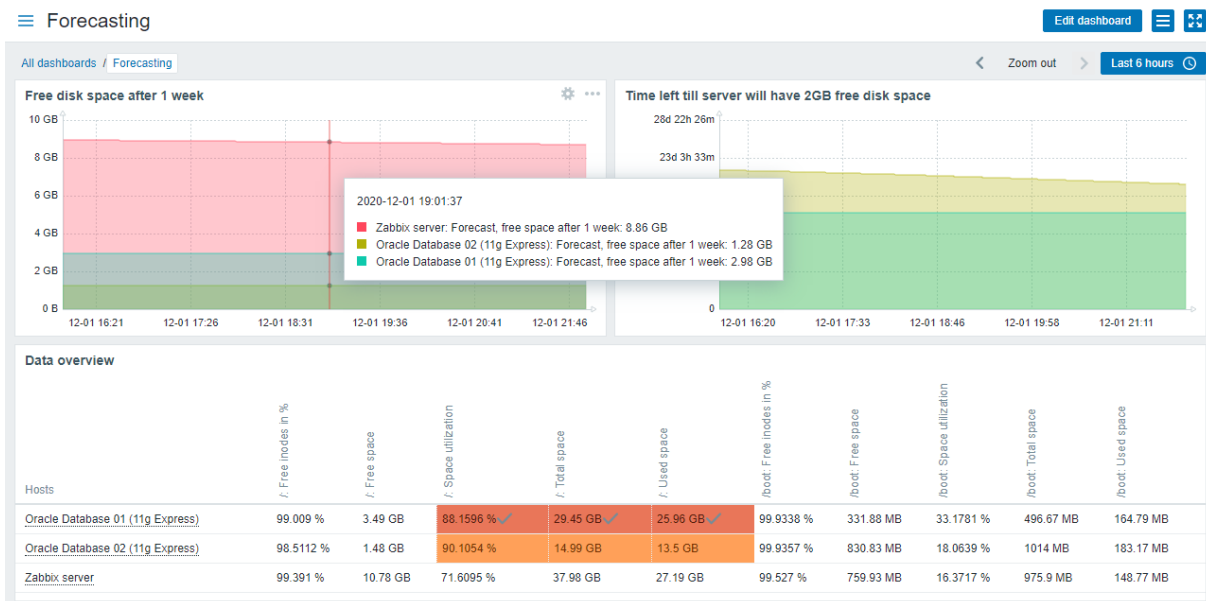 Forecasting
Edit dashboard
All dashboards / Forecasting
Zoom out
Last 6 hours
Free disk space after 1 week
10 GB
8 GB
6 GB
4 GB
2 GB
0 B
12-01 16:21 12-01 17:26 12-01 18:31 12-01 19:36 12-01 20:41 12-01 21:46
2020-12-01 19:01:37
Zabbix server: Forecast, free space after 1 week: 8.86 GB
Oracle Database 02 (11g Express): Forecast, free space after 1 week: 1.28 GB
Oracle Database 01 (11g Express): Forecast, free space after 1 week: 2.98 GB
Time left till server will have 2GB free disk space
28d 22h 26m
23d 3h 33m
0
12-01 16:20 12-01 17:33 12-01 18:46 12-01 19:58 12-01 21:11
Data overview
Hosts /: Free inodes in % /: Free space /: Space utilization /: Total space /: Used space /boot: Free inodes in % /boot: Free space /boot: Space utilization /boot: Total space /boot: Used space
Oracle Database 01 (11g Express) 99.009 % 3.49 GB 88.1596 % 29.45 GB 25.96 GB 99.9338 % 331.88 MB 33.1781 % 496.67 MB 164.79 MB
Oracle Database 02 (11g Express) 98.5112 % 1.48 GB 90.1054 % 14.99 GB 13.5 GB 99.9357 % 830.83 MB 18.0639 % 1014 MB 183.17 MB
Zabbix server 99.391 % 10.78 GB 71.6095 % 37.98 GB 27.19 GB 99.527 % 759.93 MB 16.3717 % 975.9 MB 148.77 MB